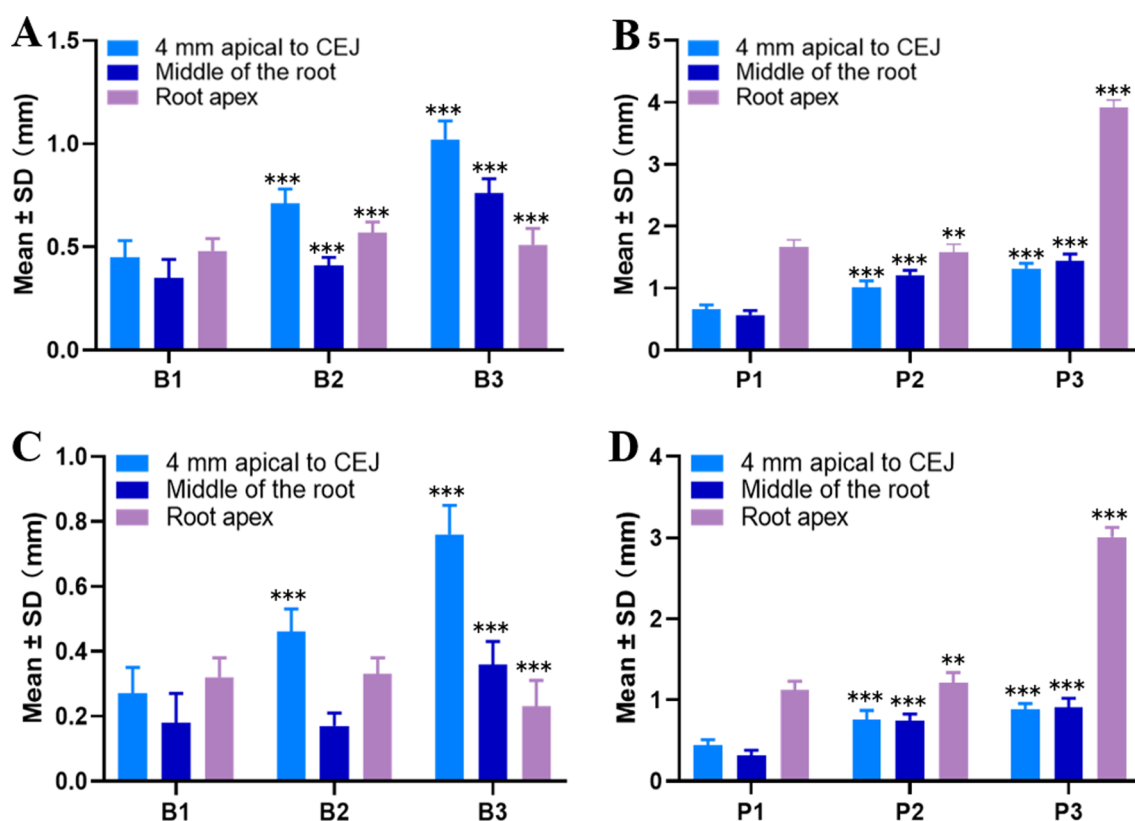 A
Mean ± SD（mm）
1.5
1.0
0.5
0.0
4 mm apical to CEJ
Middle of the root
Root apex
***
***
***
***
***
***
B1
B2
B3
B
Mean ± SD（mm）
5
4
3
2
1
0
4 mm apical to CEJ
Middle of the root
Root apex
***
***
**
***
***
***
P1
P2
P3
C
Mean ± SD（mm）
1.0
0.8
0.6
0.4
0.2
0.0
4 mm apical to CEJ
Middle of the root
Root apex
***
***
***
***
B1
B2
B3
D
Mean ± SD（mm）
4
3
2
1
0
4 mm apical to CEJ
Middle of the root
Root apex
***
***
**
***
***
***
P1
P2
P3